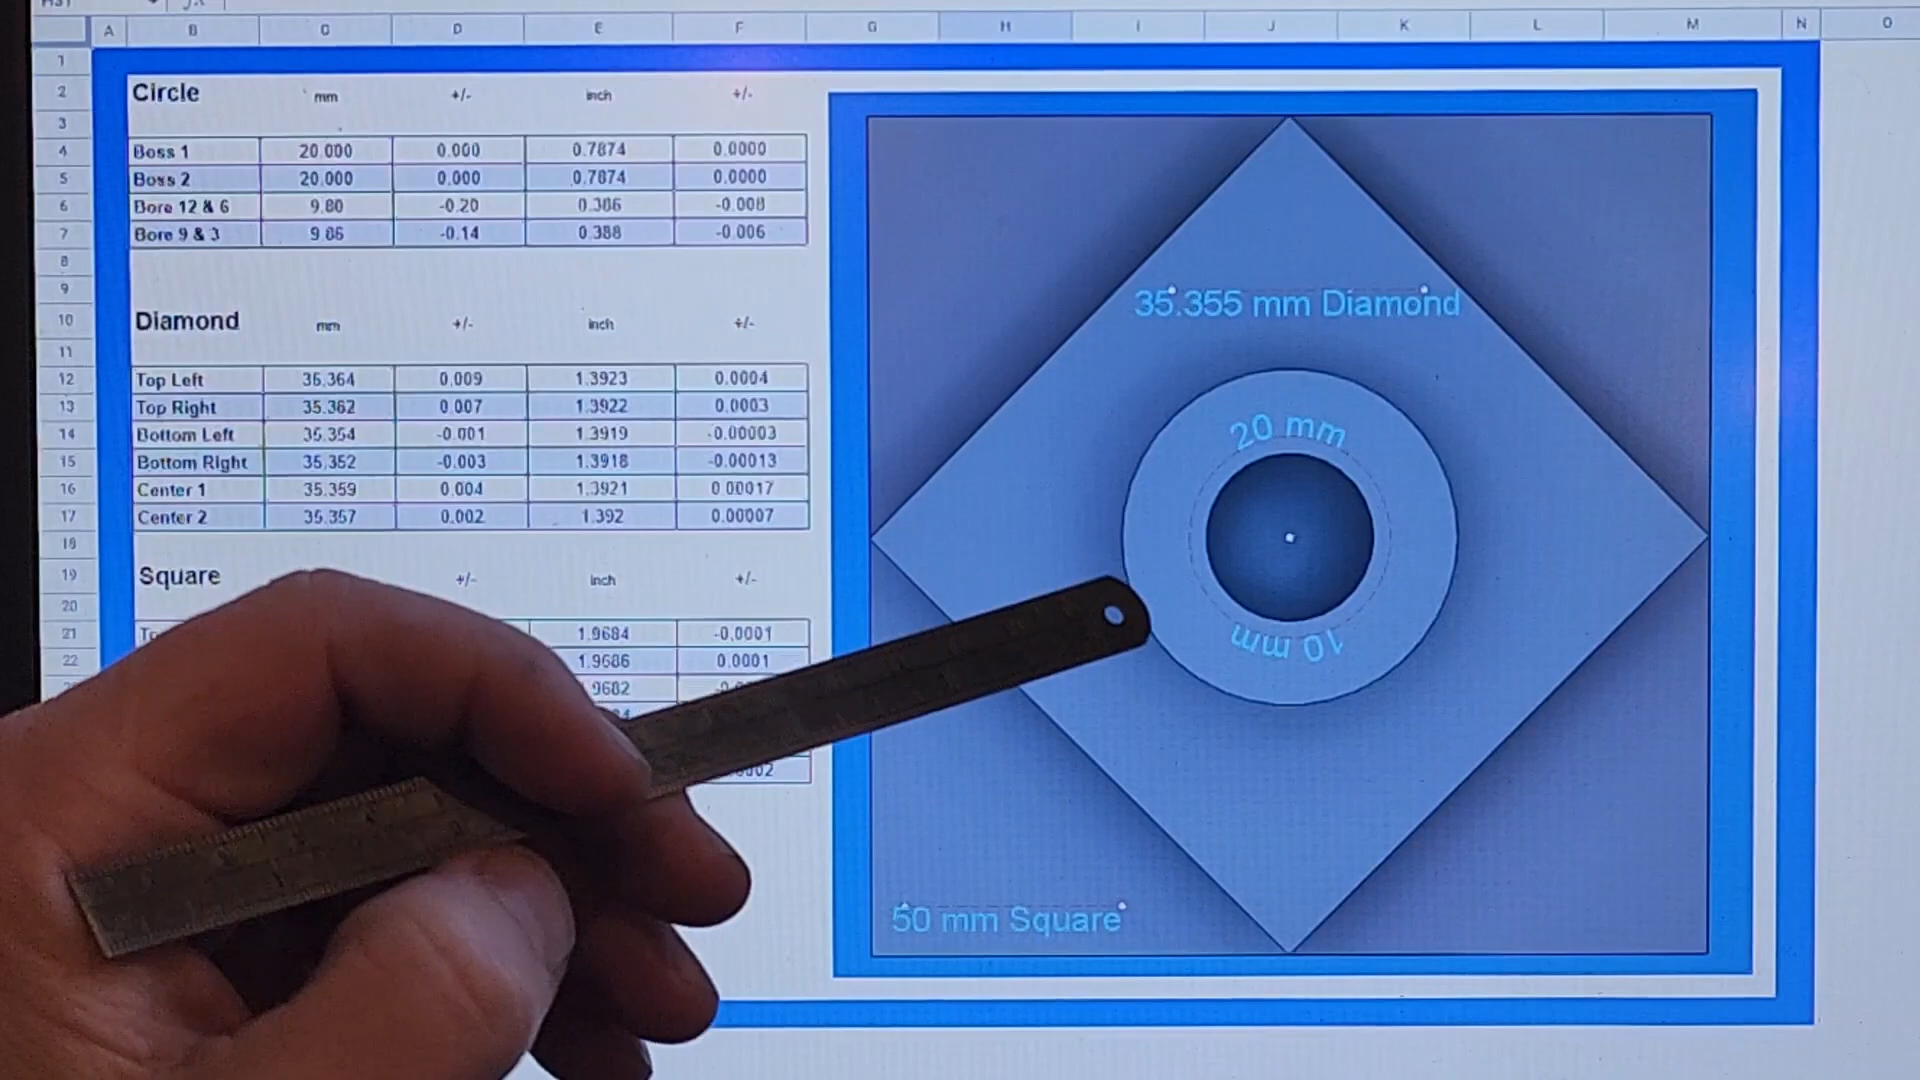 A B C D E F G H I J K L M N O
1
2 Circle mm +/- inch +/-
3
4 Boss 1 20.000 0.000 0.7874 0.0000
5 Boss 2 20.000 0.000 0.7874 0.0000
6 Bore 12 & 6 9.80 -0.20 0.386 -0.008
7 Bore 9 & 3 9.86 -0.14 0.388 -0.006
8
9
10 Diamond mm +/- inch +/-
11
12 Top Left 35.364 0.009 1.3923 0.0004
13 Top Right 35.362 0.007 1.3922 0.0003
14 Bottom Left 35.354 -0.001 1.3919 -0.00003
15 Bottom Right 35.352 -0.003 1.3918 -0.00013
16 Center 1 35.359 0.004 1.3921 0.00017
17 Center 2 35.357 0.002 1.392 0.00007
18
19 Square +/- inch +/-
20
21 1.9684 -0.0001
22 1.9686 0.0001
35.355 mm Diamond
20 mm
10 mm
50 mm Square